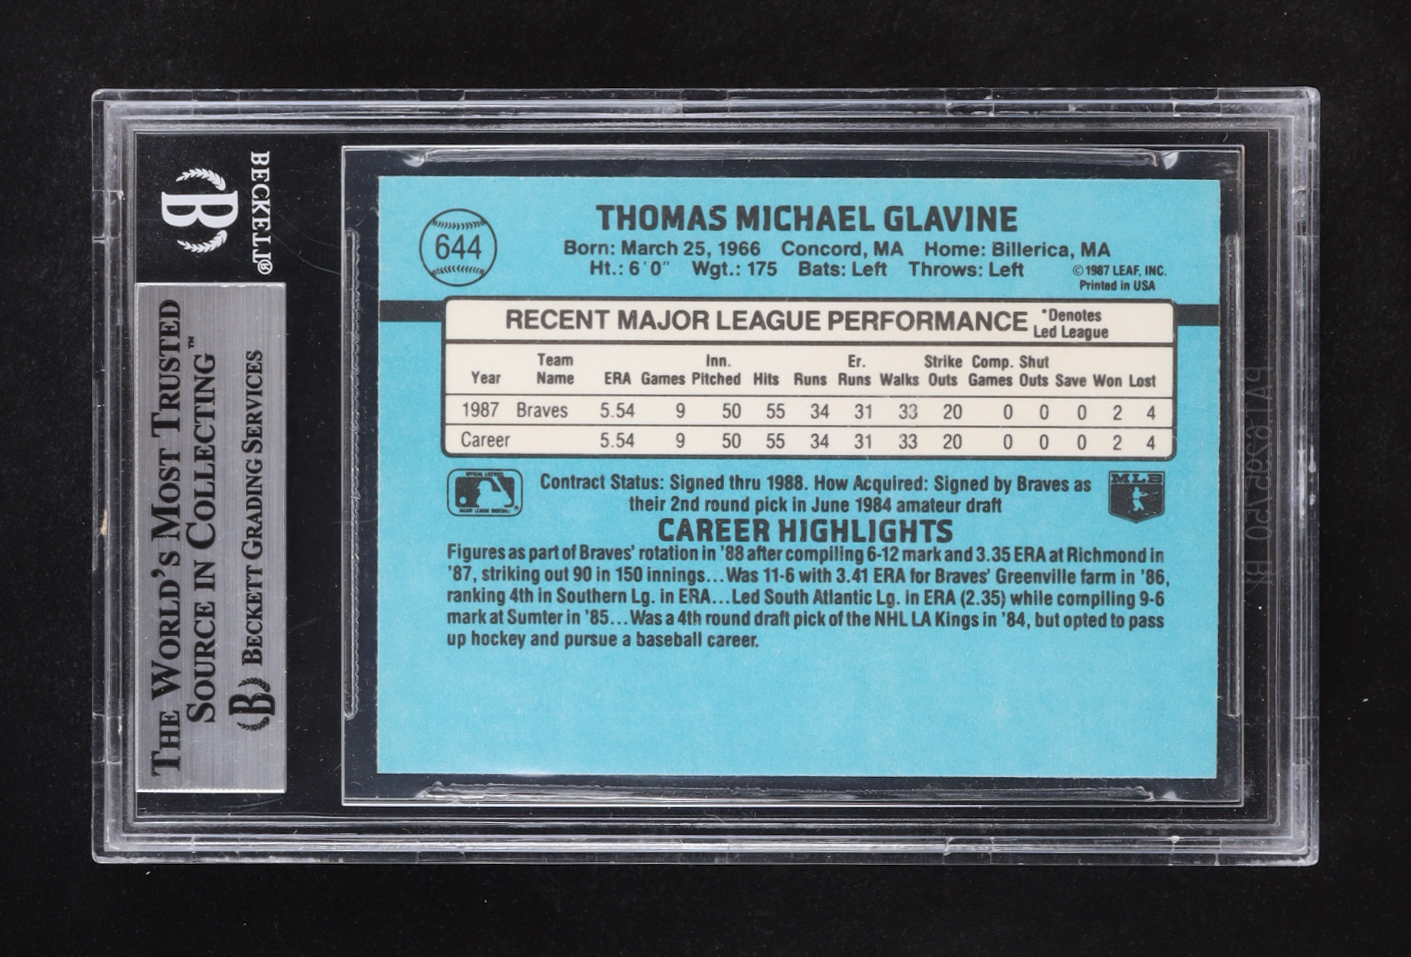 BECKETT®
B
THE WORLD'S MOST TRUSTED
SOURCE IN COLLECTING™
B BECKETT GRADING SERVICES
644
THOMAS MICHAEL GLAVINE
Born: March 25, 1966 Concord, MA Home: Billerica, MA
Ht.: 6'0" Wgt.: 175 Bats: Left Throws: Left
©1987 LEAF, INC.
Printed in USA
RECENT MAJOR LEAGUE PERFORMANCE
*Denotes
Led League
Team Inn. Er. Strike Comp. Shut
Year Name ERA Games Pitched Hits Runs Runs Walks Outs Games Outs Save Won Lost
1987 Braves 5.54 9 50 55 34 31 33 20 0 0 0 2 4
Career 5.54 9 50 55 34 31 33 20 0 0 0 2 4
OFFICIAL LICENSEE
MAJOR LEAGUE BASEBALL
MLB
Contract Status: Signed thru 1988. How Acquired: Signed by Braves as
their 2nd round pick in June 1984 amateur draft
CAREER HIGHLIGHTS
Figures as part of Braves' rotation in '88 after compiling 6-12 mark and 3.35 ERA at Richmond in
'87, striking out 90 in 150 innings...Was 11-6 with 3.41 ERA for Braves' Greenville farm in '86,
ranking 4th in Southern Lg. in ERA...Led South Atlantic Lg. in ERA (2.35) while compiling 9-6
mark at Sumter in '85...Was a 4th round draft pick of the NHL LA Kings in '84, but opted to pass
up hockey and pursue a baseball career.